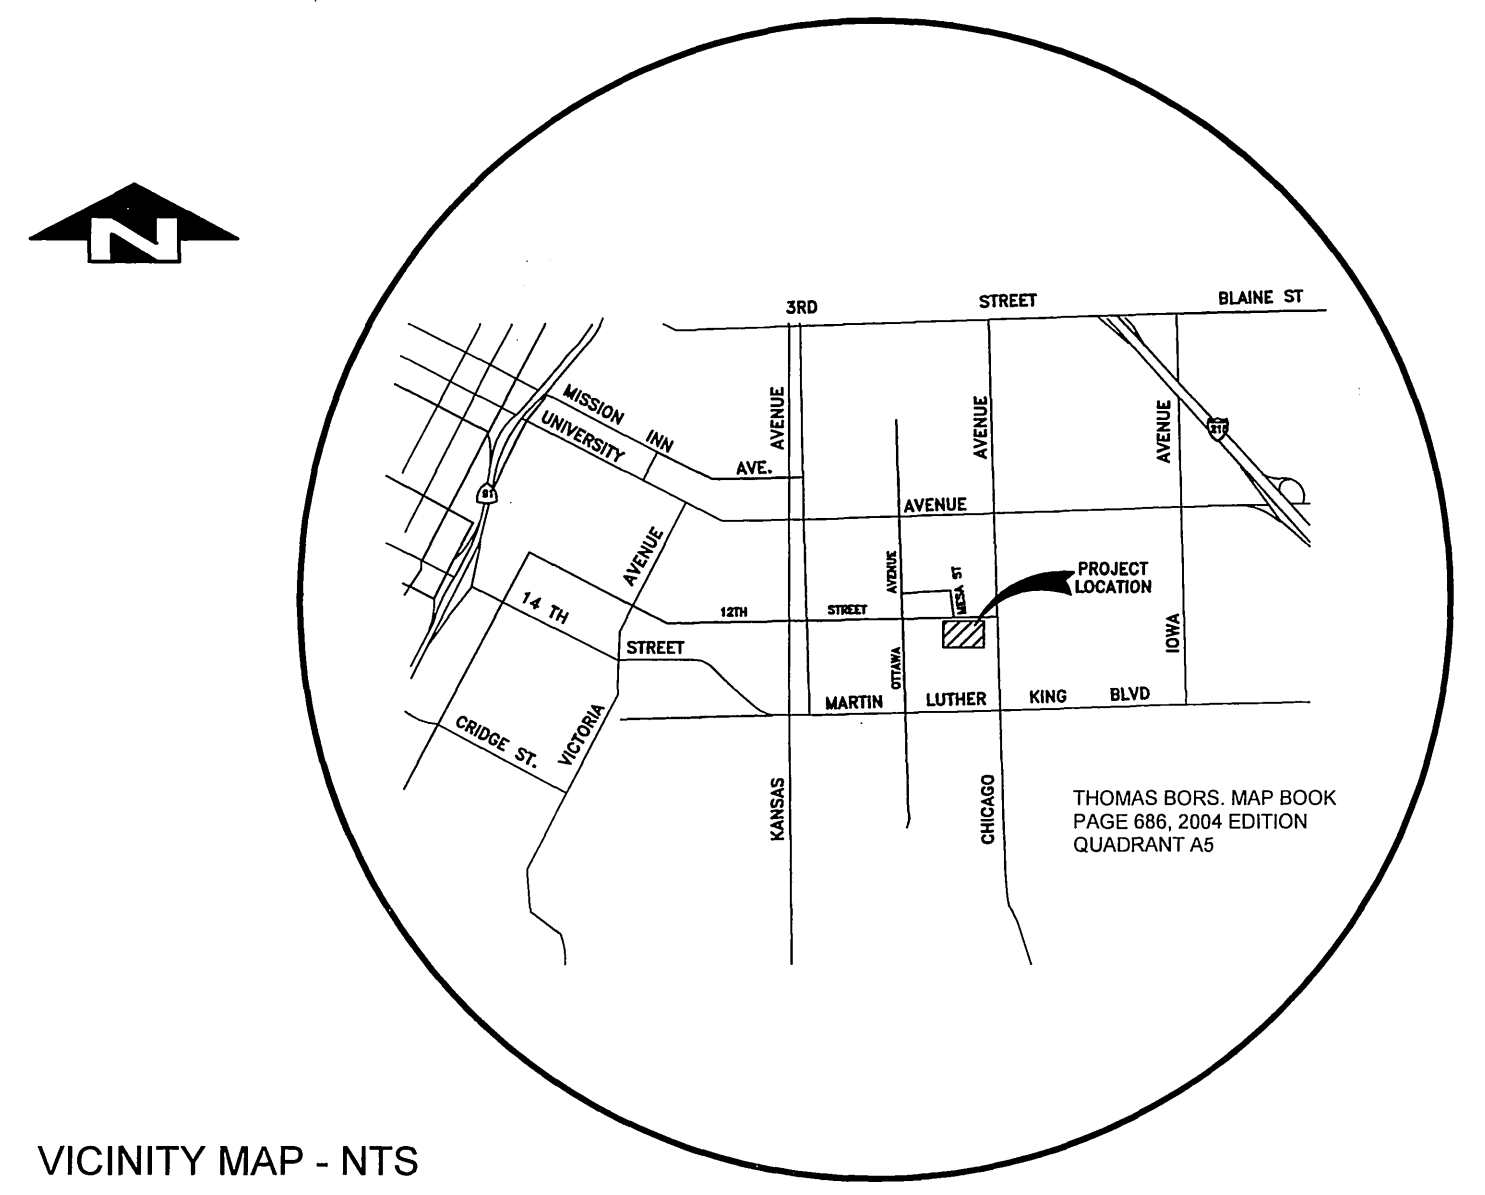 N
3RD
STREET
BLAINE ST
MISSION
INN
AVE.
UNIVERSITY
AVENUE
AVENUE
AVENUE
AVENUE
AVENUE
91
AVENUE
AVENUE
14 TH
STREET
12TH
STREET
MESA ST
PROJECT
LOCATION
OTTAWA
IOWA
MARTIN
LUTHER
KING
BLVD
CRIDGE ST.
VICTORIA
KANSAS
CHICAGO
THOMAS BORS. MAP BOOK
PAGE 686, 2004 EDITION
QUADRANT A5
VICINITY MAP - NTS